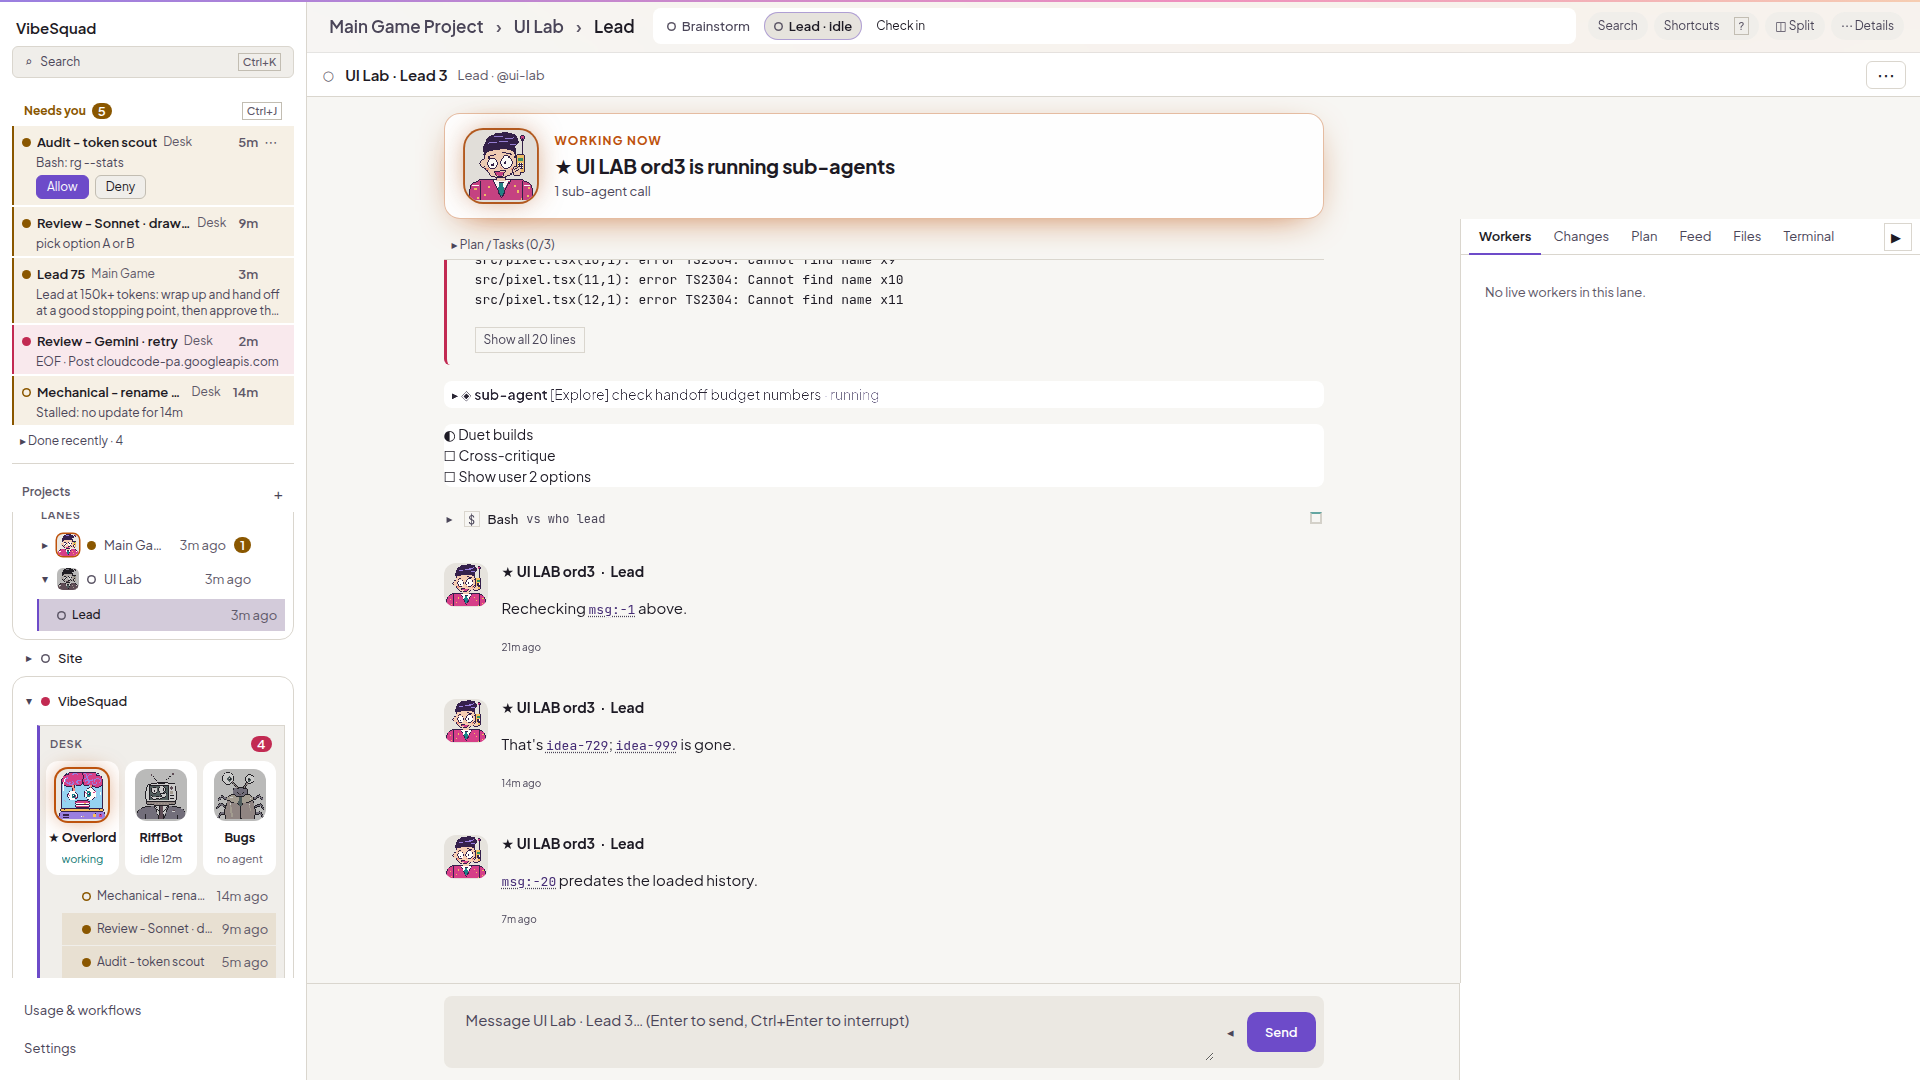 VibeSquad
Search Ctrl+K
Needs you 5 Ctrl+J
Audit - token scout Desk 5m ···
Bash: rg --stats
Allow Deny
Review - Sonnet · draw... Desk 9m
pick option A or B
Lead 75 Main Game 3m
Lead at 150k+ tokens: wrap up and hand off
at a good stopping point, then approve th...
Review - Gemini · retry Desk 2m
EOF · Post cloudcode-pa.googleapis.com
Mechanical - rename ... Desk 14m
Stalled: no update for 14m
▸ Done recently · 4
Projects +
LANES
▸ Main Ga... 3m ago 1
▾ UI Lab 3m ago
Lead 3m ago
▸ Site
▾ VibeSquad
DESK 4
★ Overlord RiffBot Bugs
working idle 12m no agent
Mechanical - rena... 14m ago
Review - Sonnet · d... 9m ago
Audit - token scout 5m ago
Usage & workflows
Settings
Main Game Project › UI Lab › Lead
Brainstorm Lead · idle Check in
Search Shortcuts ? Split ··· Details
UI Lab · Lead 3 Lead · @ui-lab ···
WORKING NOW
★ UI LAB ord3 is running sub-agents
1 sub-agent call
▸ Plan / Tasks (0/3)
src/pixel.tsx(10,1): error TS2304: Cannot find name x9
src/pixel.tsx(11,1): error TS2304: Cannot find name x10
src/pixel.tsx(12,1): error TS2304: Cannot find name x11
Show all 20 lines
▸ ◈ sub-agent [Explore] check handoff budget numbers · running
◐ Duet builds
☐ Cross-critique
☐ Show user 2 options
▸ $ Bash vs who lead
★ UI LAB ord3 · Lead
Rechecking msg:-1 above.
21m ago
★ UI LAB ord3 · Lead
That's idea-729; idea-999 is gone.
14m ago
★ UI LAB ord3 · Lead
msg:-20 predates the loaded history.
7m ago
Message UI Lab · Lead 3... (Enter to send, Ctrl+Enter to interrupt)
◂ Send
Workers Changes Plan Feed Files Terminal ▶
No live workers in this lane.